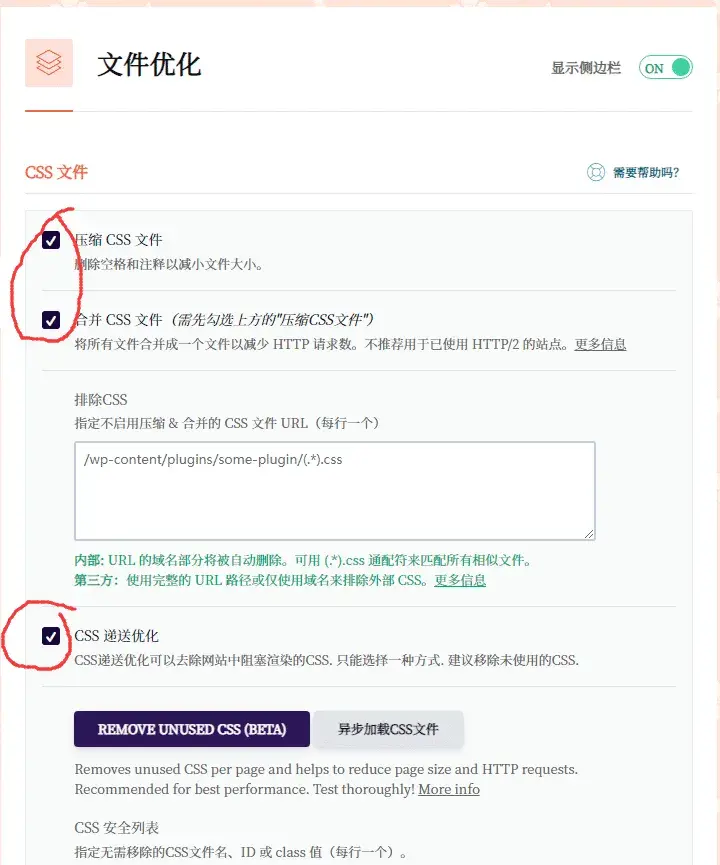 文件优化
显示侧边栏
ON
CSS 文件
需要帮助吗?
压缩 CSS 文件
删除空格和注释以减小文件大小。
合并 CSS 文件（需先勾选上方的"压缩CSS文件"）
将所有文件合并成一个文件以减少 HTTP 请求数。不推荐用于已使用 HTTP/2 的站点。更多信息
排除CSS
指定不启用压缩 & 合并的 CSS 文件 URL（每行一个）
/wp-content/plugins/some-plugin/(.*).css
内部: URL 的域名部分将被自动删除。可用 (.*).css 通配符来匹配所有相似文件。
第三方：使用完整的 URL 路径或仅使用域名来排除外部 CSS。更多信息
CSS 递送优化
CSS递送优化可以去除网站中阻塞渲染的CSS. 只能选择一种方式. 建议移除未使用的CSS.
REMOVE UNUSED CSS (BETA)
异步加载CSS文件
Removes unused CSS per page and helps to reduce page size and HTTP requests.
Recommended for best performance. Test thoroughly! More info
CSS 安全列表
指定无需移除的CSS文件名、ID 或 class 值（每行一个）。